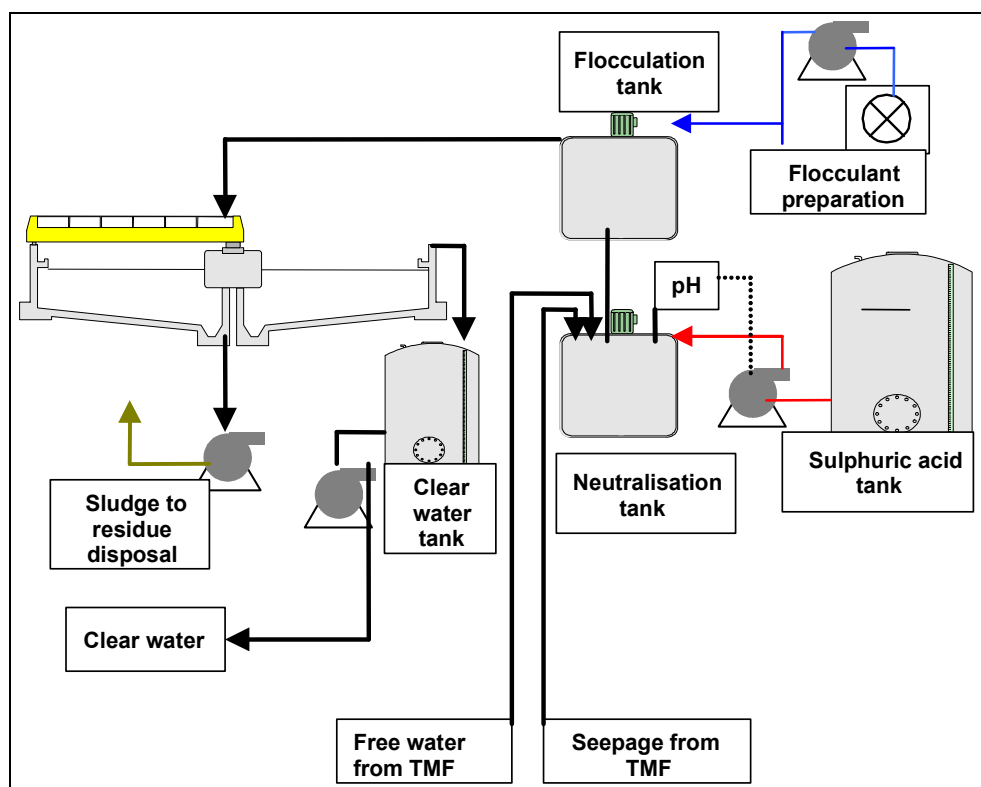 Flocculation
tank
Flocculant
preparation
pH
Sulphuric acid
tank
Neutralisation
tank
Clear
water
tank
Sludge to
residue
disposal
Clear water
Free water
from TMF
Seepage from
TMF